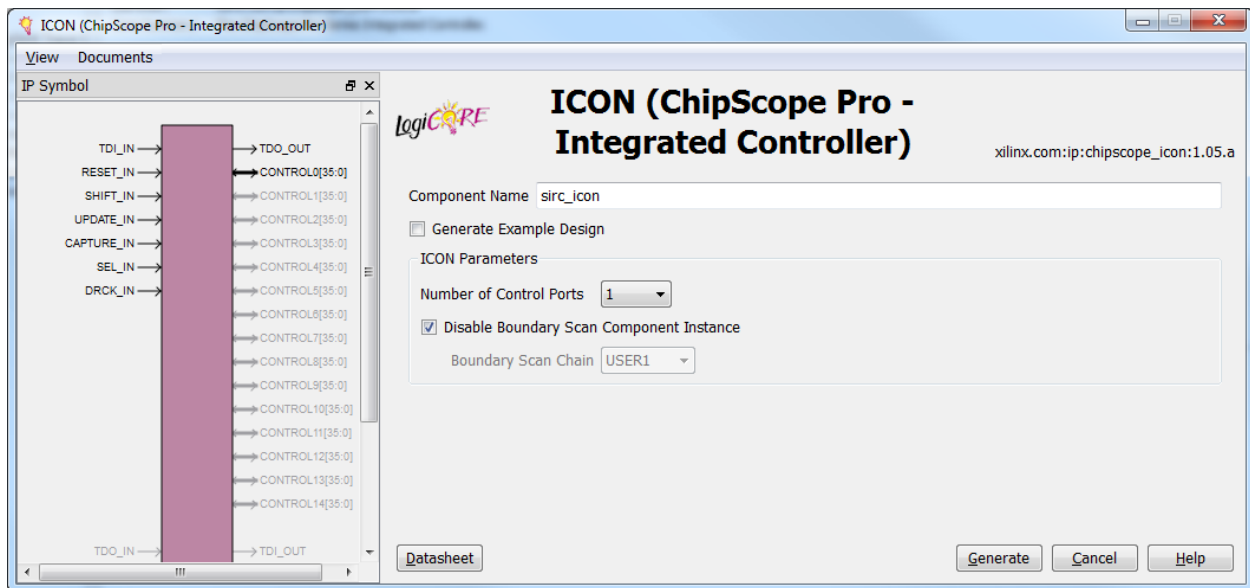 ICON (ChipScope Pro - Integrated Controller)
View Documents
IP Symbol
TDI_IN
RESET_IN
SHIFT_IN
UPDATE_IN
CAPTURE_IN
SEL_IN
DRCK_IN
TDO_IN
TDO_OUT
CONTROL0[35:0]
CONTROL1[35:0]
CONTROL2[35:0]
CONTROL3[35:0]
CONTROL4[35:0]
CONTROL5[35:0]
CONTROL6[35:0]
CONTROL7[35:0]
CONTROL8[35:0]
CONTROL9[35:0]
CONTROL10[35:0]
CONTROL11[35:0]
CONTROL12[35:0]
CONTROL13[35:0]
CONTROL14[35:0]
TDI_OUT
LogiCORE
ICON (ChipScope Pro -
Integrated Controller)
xilinx.com:ip:chipscope_icon:1.05.a
Component Name sirc_icon
Generate Example Design
ICON Parameters
Number of Control Ports 1
Disable Boundary Scan Component Instance
Boundary Scan Chain USER1
Datasheet
Generate Cancel Help